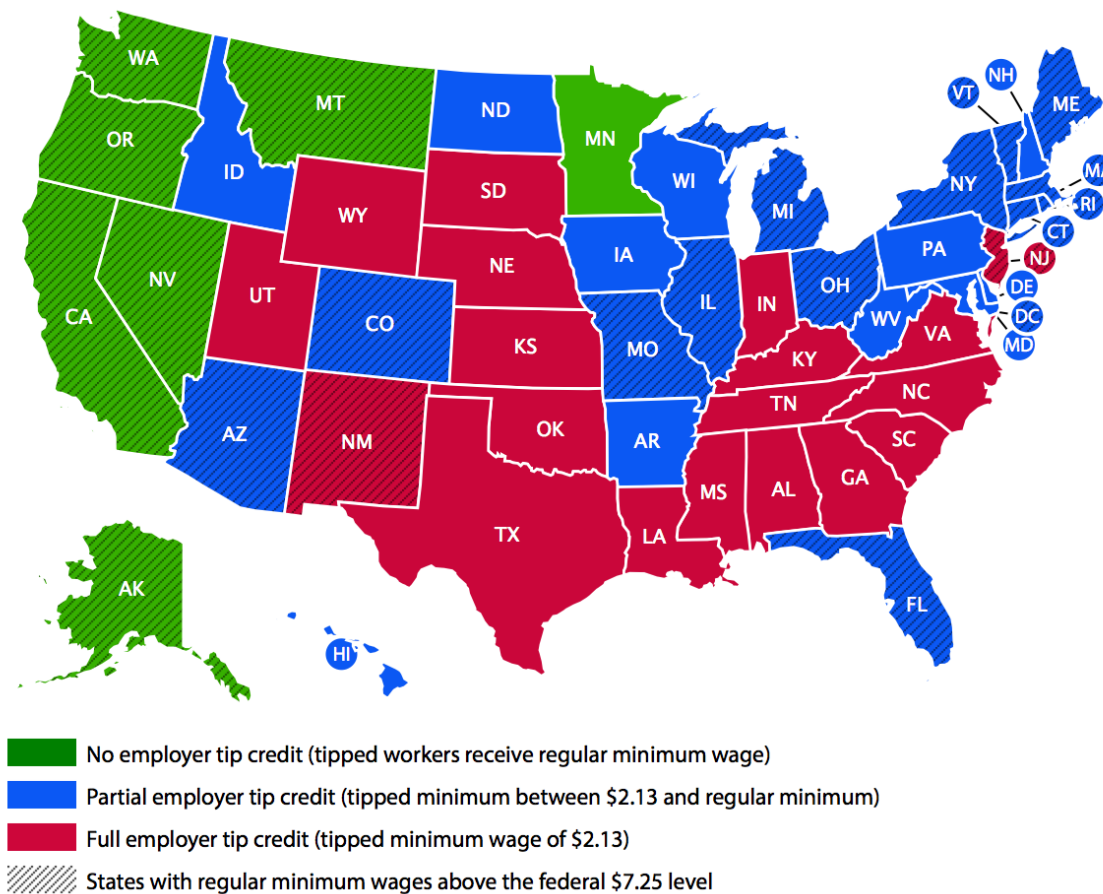 WA
MT
ND
MN
OR
ID
WY
SD
WI
MI
NY
VT
NH
ME
MA
RI
CT
NV
UT
CO
NE
IA
IL
IN
OH
PA
NJ
DE
DC
MD
CA
KS
MO
WV
VA
KY
AZ
NM
OK
AR
TN
NC
SC
TX
LA
MS
AL
GA
FL
AK
HI
No employer tip credit (tipped workers receive regular minimum wage)
Partial employer tip credit (tipped minimum between $2.13 and regular minimum)
Full employer tip credit (tipped minimum wage of $2.13)
States with regular minimum wages above the federal $7.25 level